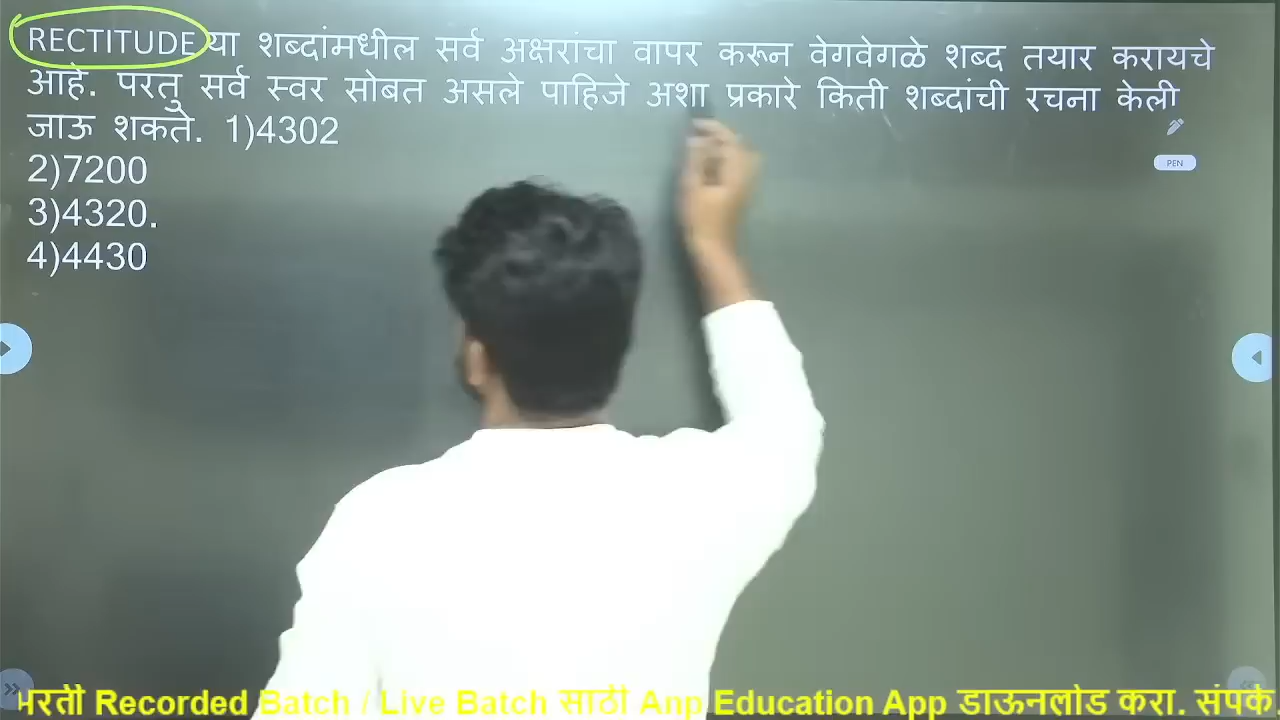 RECTITUDE या शब्दांमधील सर्व अक्षरांचा वापर करून वेगवेगळे शब्द तयार करायचे
आहे. परतु सर्व स्वर सोबत असले पाहिजे अशा प्रकारे किती शब्दांची रचना केली
जाऊ शकते. 1)4302
2)7200
3)4320.
4)4430
PEN
भरती Recorded Batch / Live Batch साठी Anp Education App डाऊनलोड करा. संपर्क.